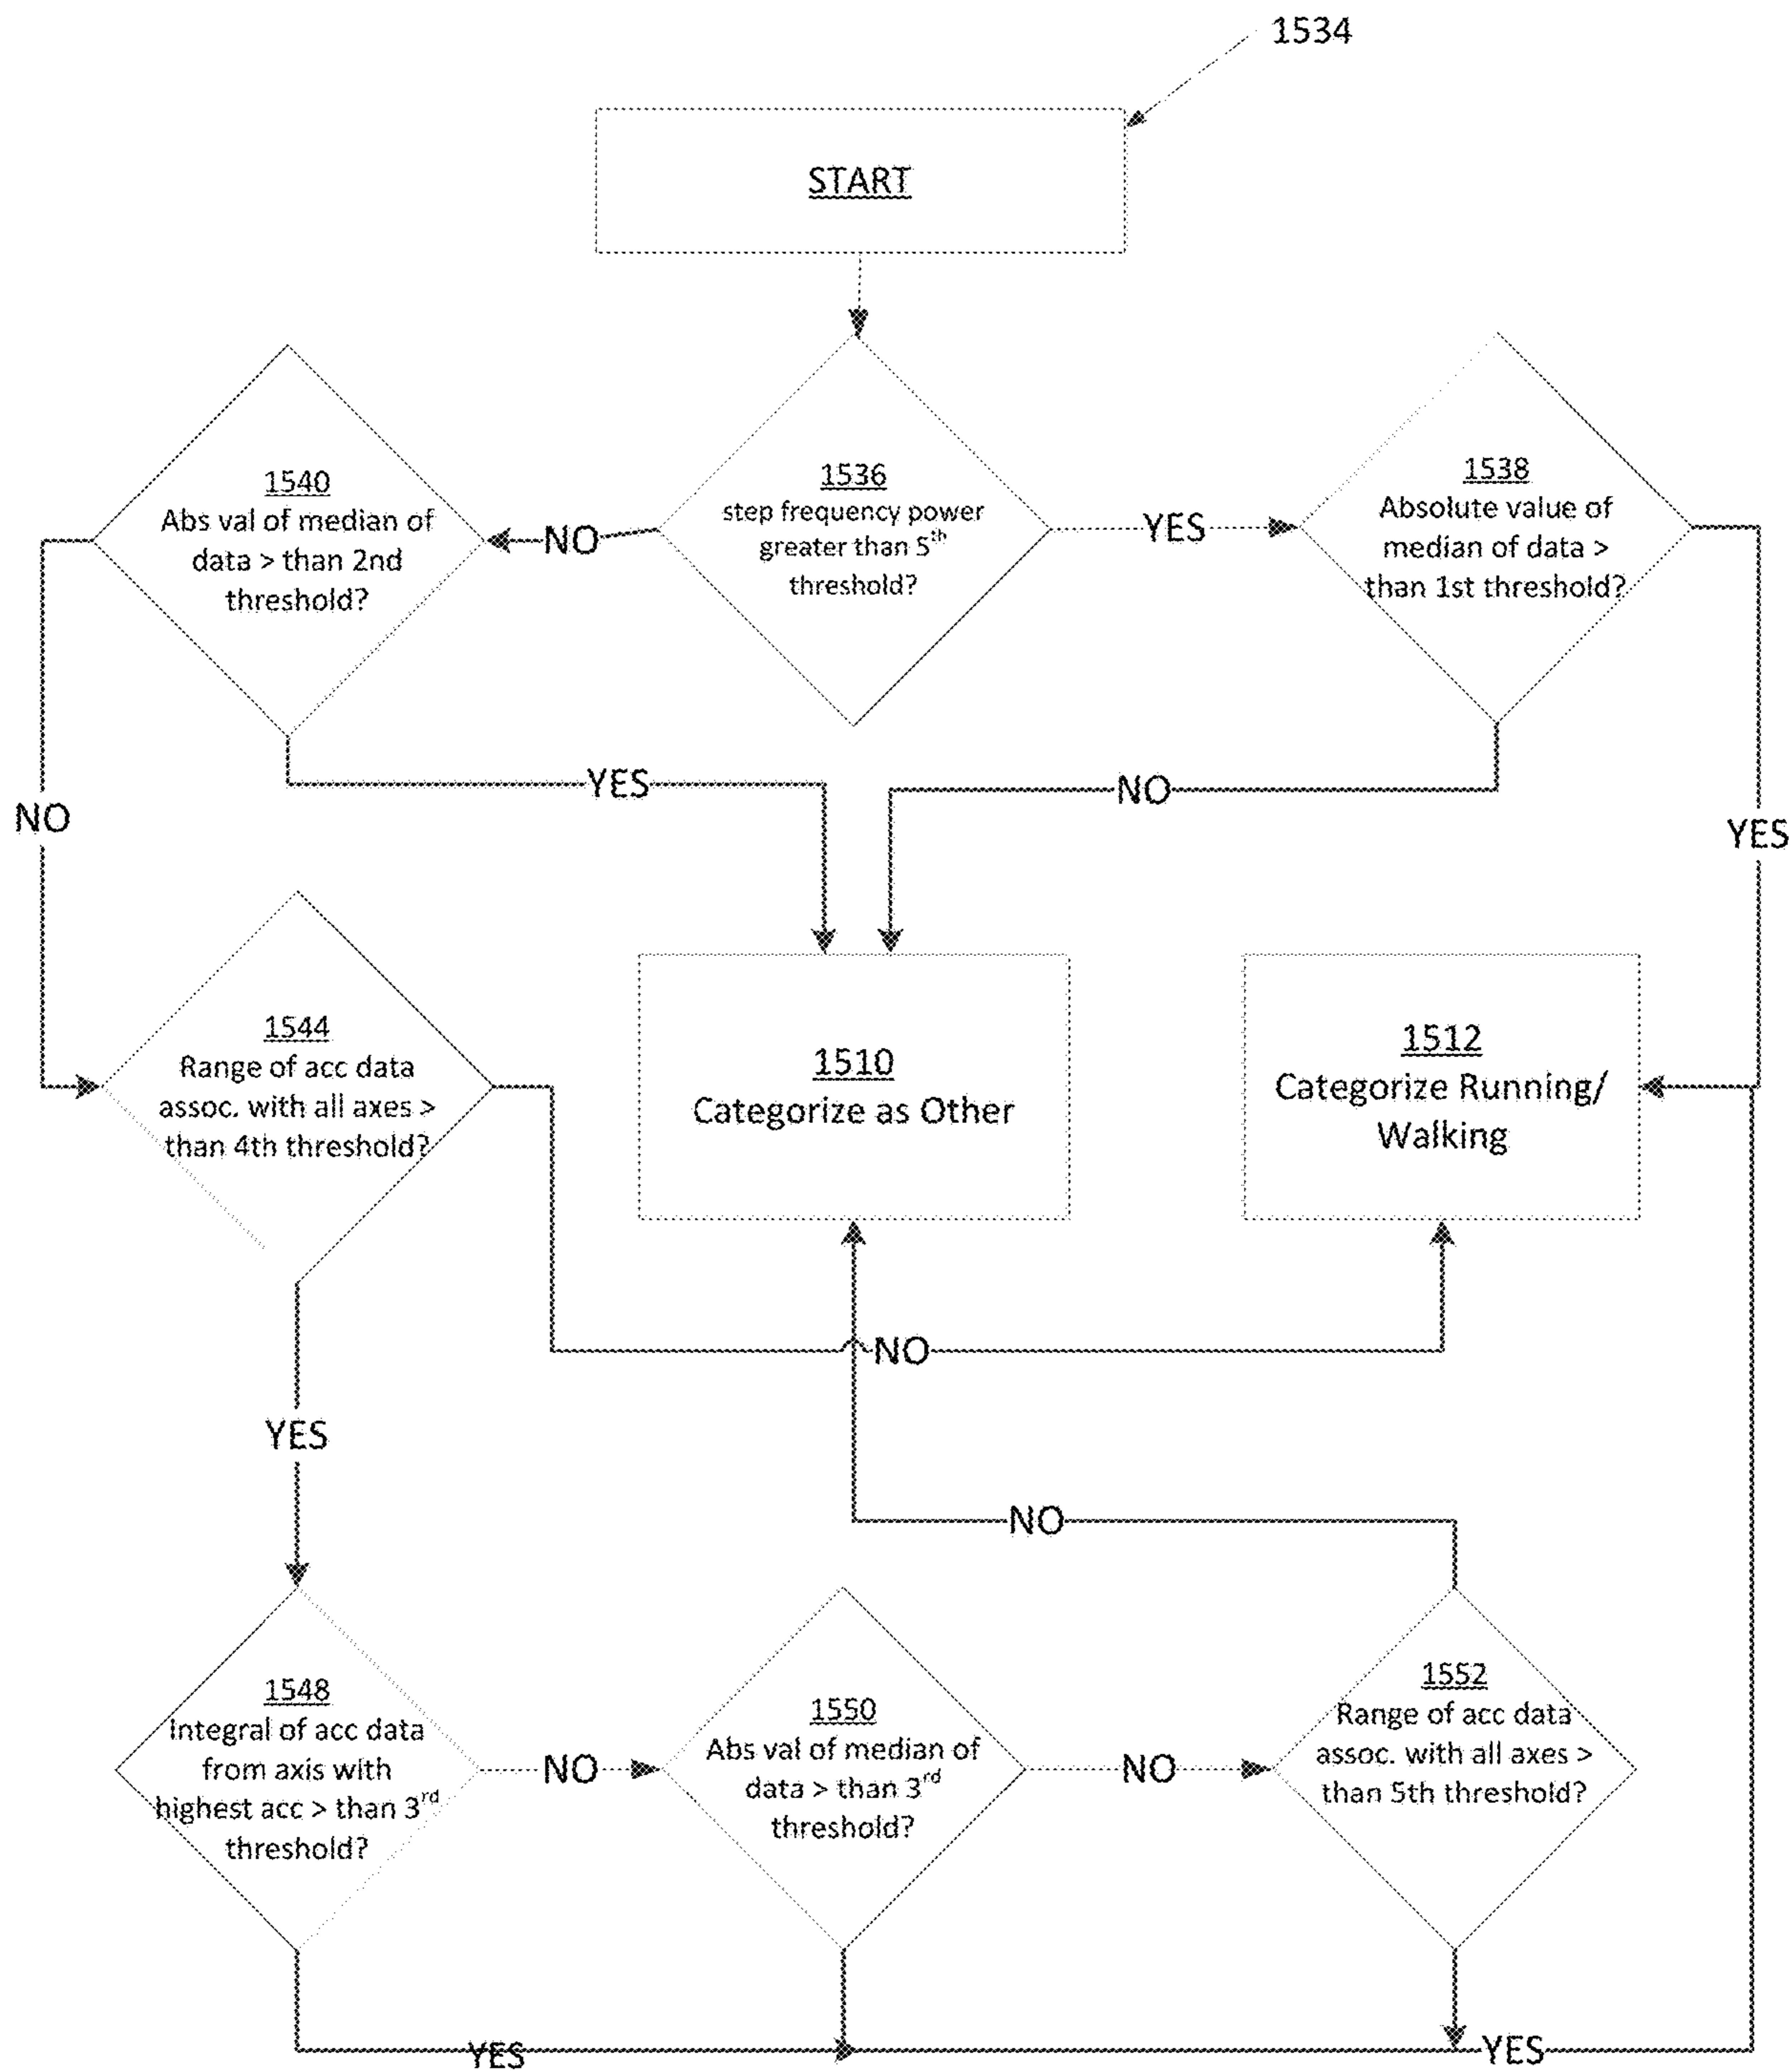 1534
START
1540
Abs val of median of
data > than 2nd
threshold?
NO
1536
step frequency power
greater than 5th
threshold?
YES
1538
Absolute value of
median of data >
than 1st threshold?
YES
NO
NO
YES
1544
Range of acc data
assoc. with all axes >
than 4th threshold?
1510
Categorize as Other
1512
Categorize Running/
Walking
NO
YES
NO
1548
Integral of acc data
from axis with
highest acc > than 3rd
threshold?
NO
1550
Abs val of median of
data > than 3rd
threshold?
NO
1552
Range of acc data
assoc. with all axes >
than 5th threshold?
YES
YES